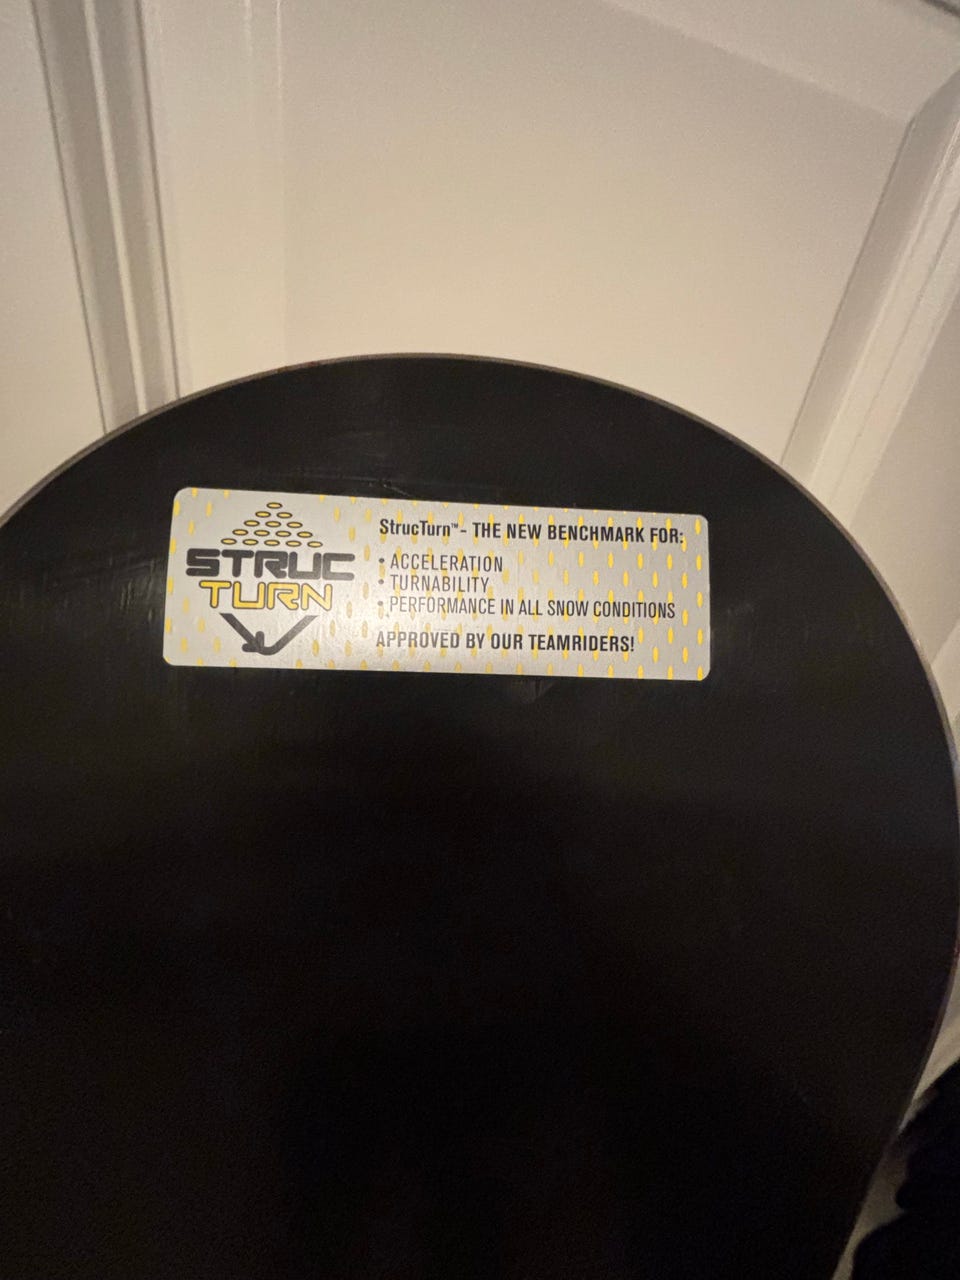 STRUC
TURN
StrucTurn™- THE NEW BENCHMARK FOR:
• ACCELERATION
• TURNABILITY
• PERFORMANCE IN ALL SNOW CONDITIONS
APPROVED BY OUR TEAMRIDERS!